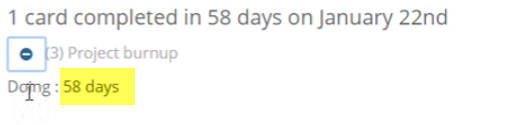 1 card completed in 58 days on January 22nd
(3) Project burnup
Doing : 58 days